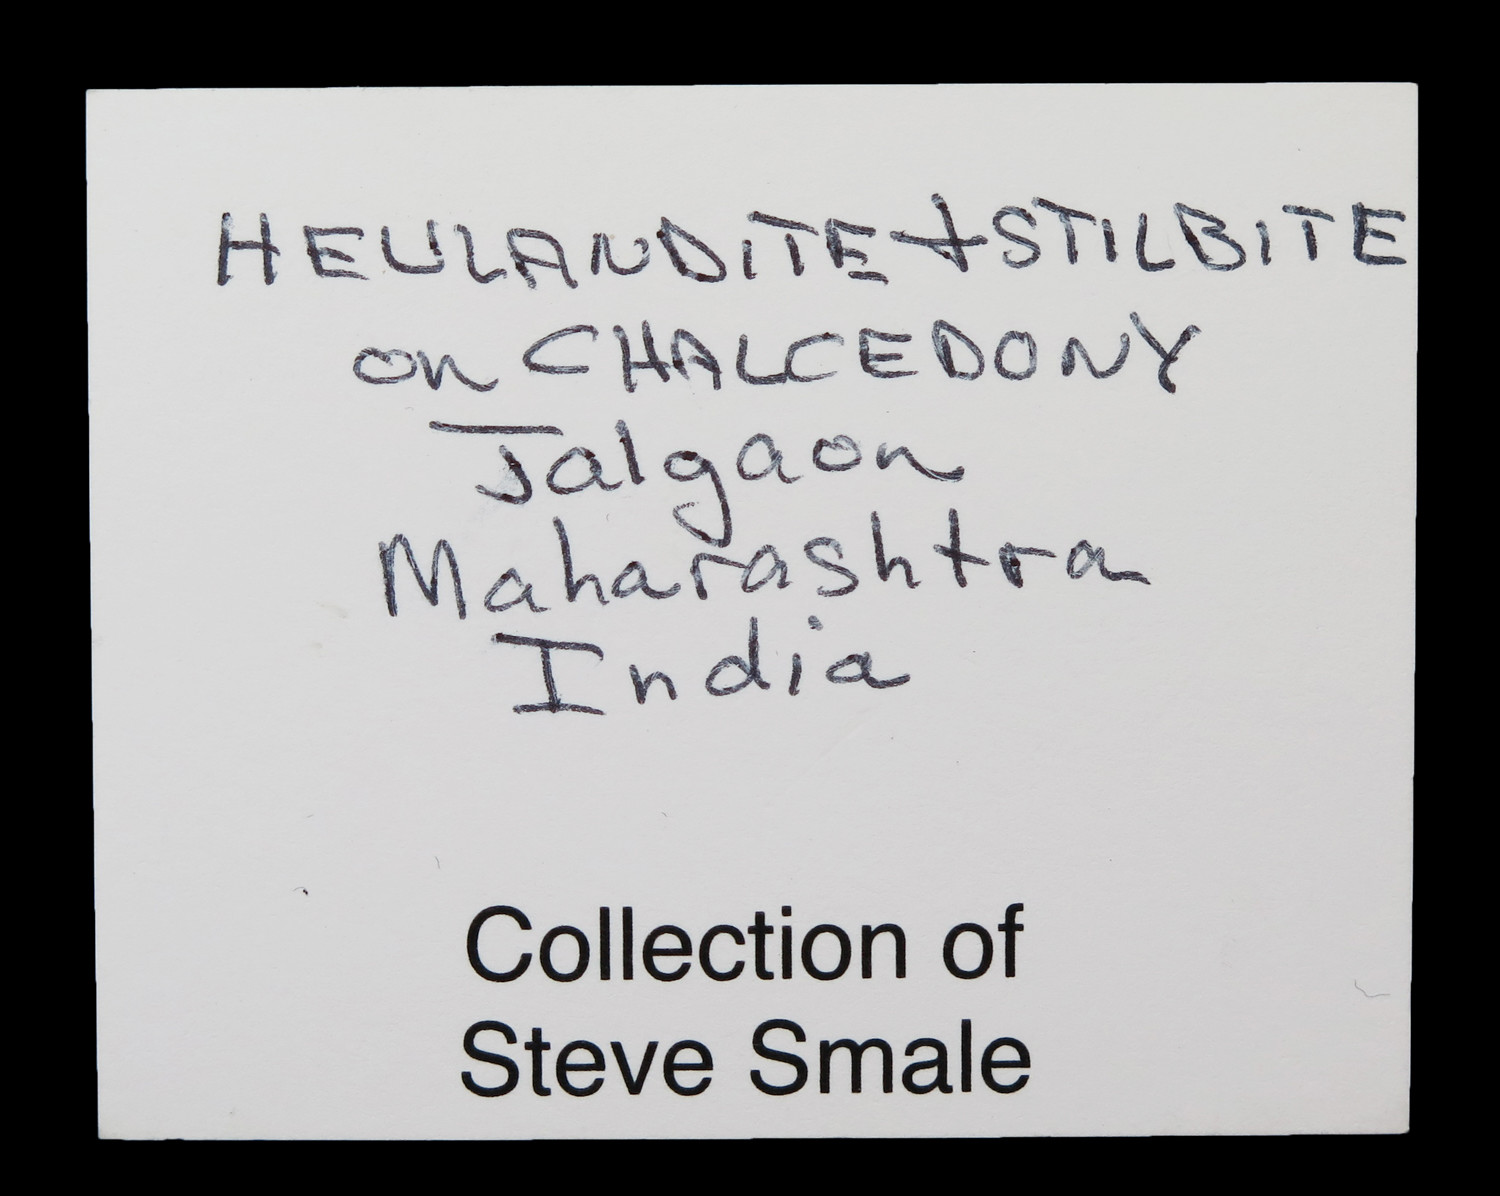 HEULANDITE + STILBITE
on CHALCEDONY
Jalgaon
Maharashtra
India
Collection of
Steve Smale